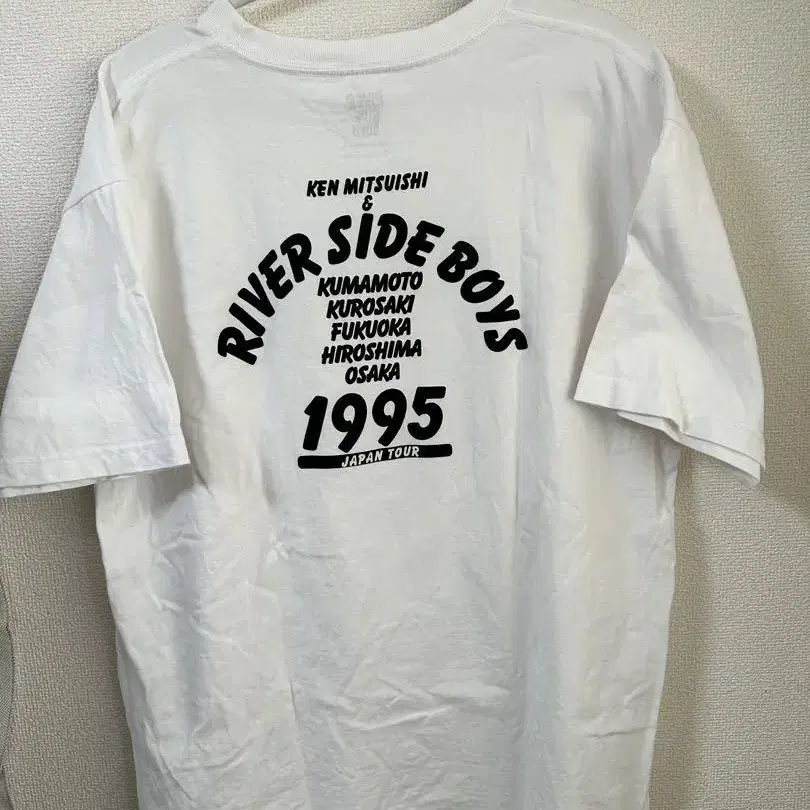 KEN MITSUISHI
&
RIVER SIDE BOYS
KUMAMOTO
KUROSAKI
FUKUOKA
HIROSHIMA
OSAKA
1995
JAPAN TOUR